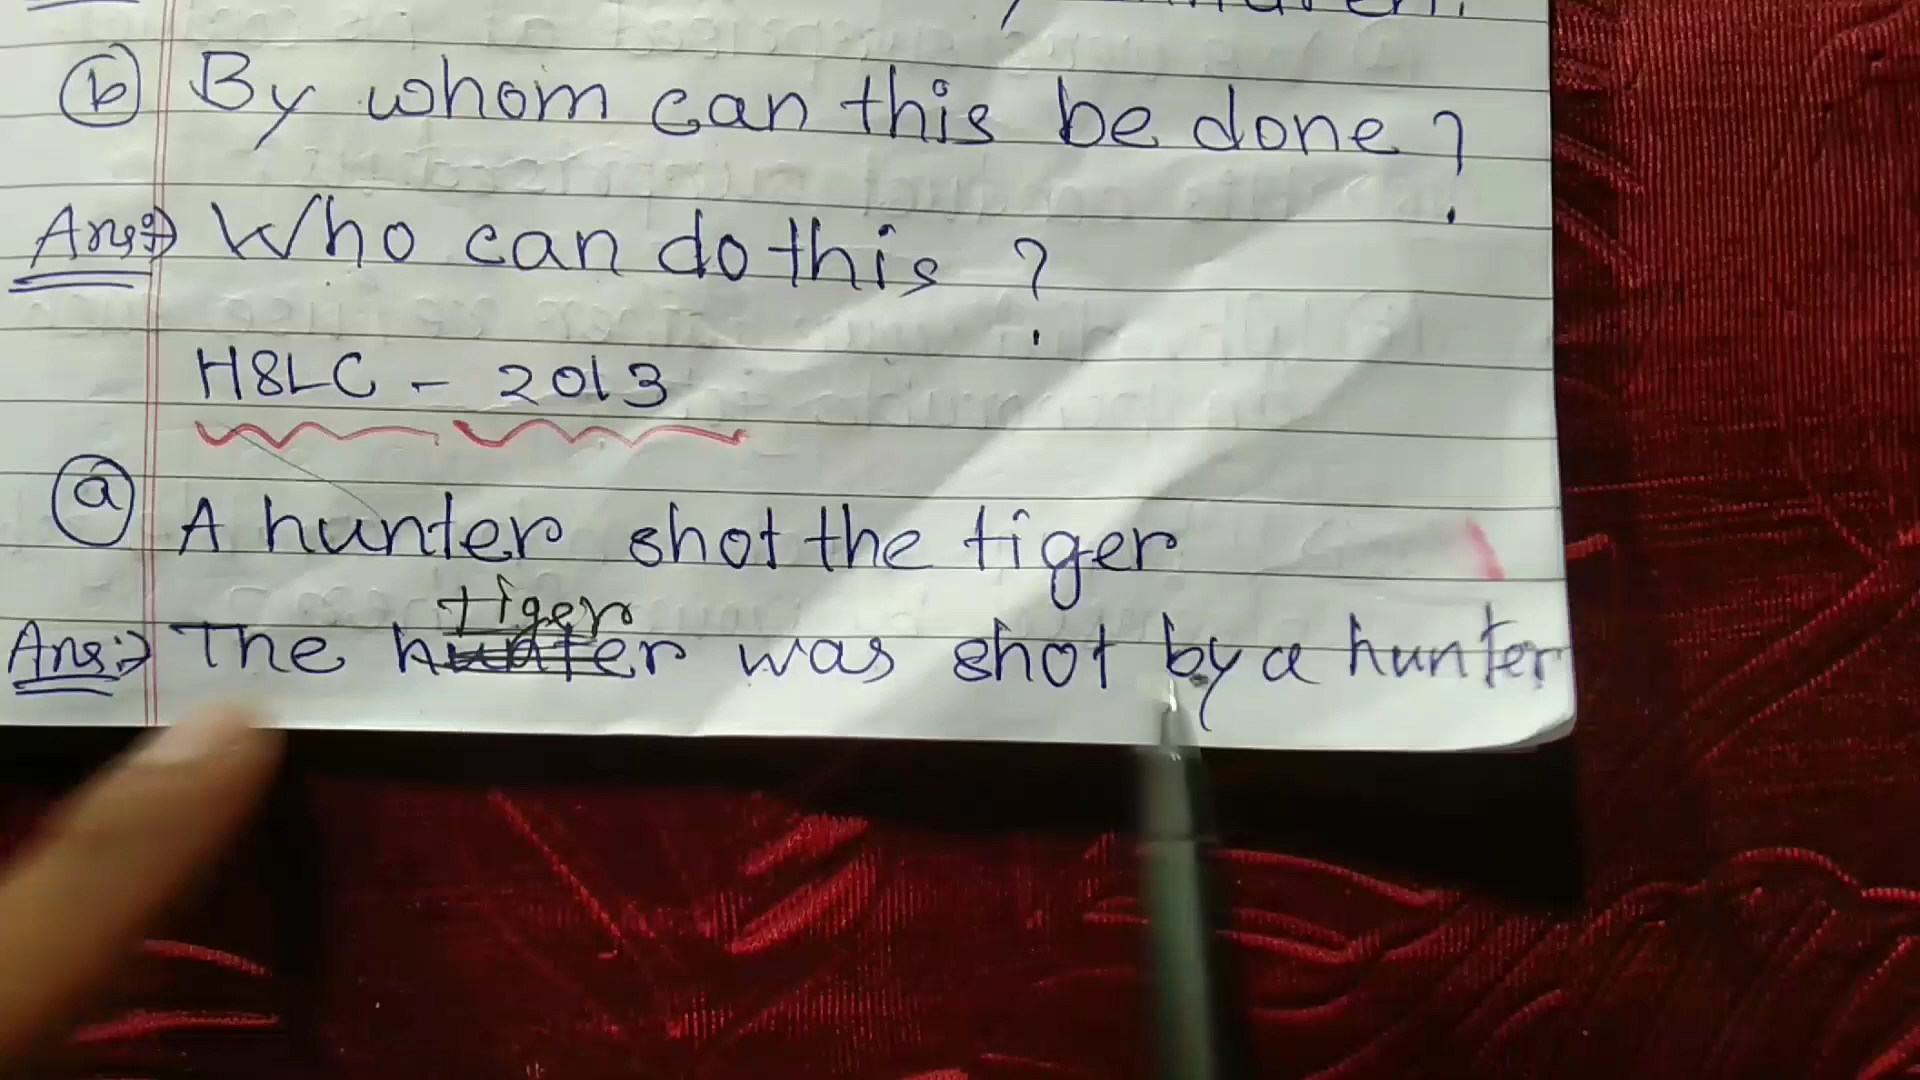 (b) By whom can this be done?
Ans:⇒ Who can do this?
HSLC - 2013
(a) A hunter shot the tiger
tiger
Ans:⇒ The hunter was shot by a hunter